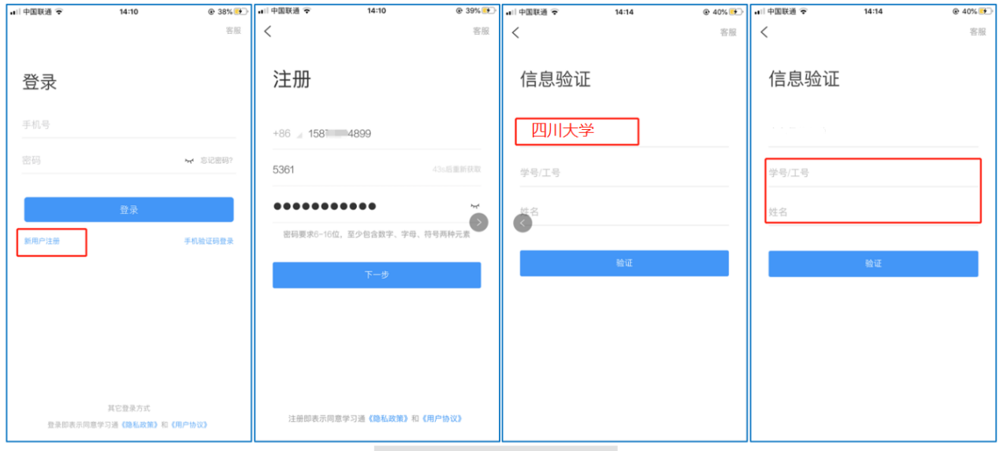 中国联通 14:10 38%
客服
登录
手机号
密码 忘记密码?
登录
新用户注册 手机验证码登录
其它登录方式
登录即表示同意学习通《隐私政策》和《用户协议》
中国联通 14:10 39%
客服
注册
+86 158 4899
5361 43s后重新获取
●●●●●●●●●●●
密码要求6-16位，至少包含数字、字母、符号两种元素
下一步
注册即表示同意学习通《隐私政策》和《用户协议》
中国联通 14:14 40%
客服
信息验证
四川大学
学号/工号
姓名
验证
中国联通 14:14 40%
客服
信息验证
学号/工号
姓名
验证